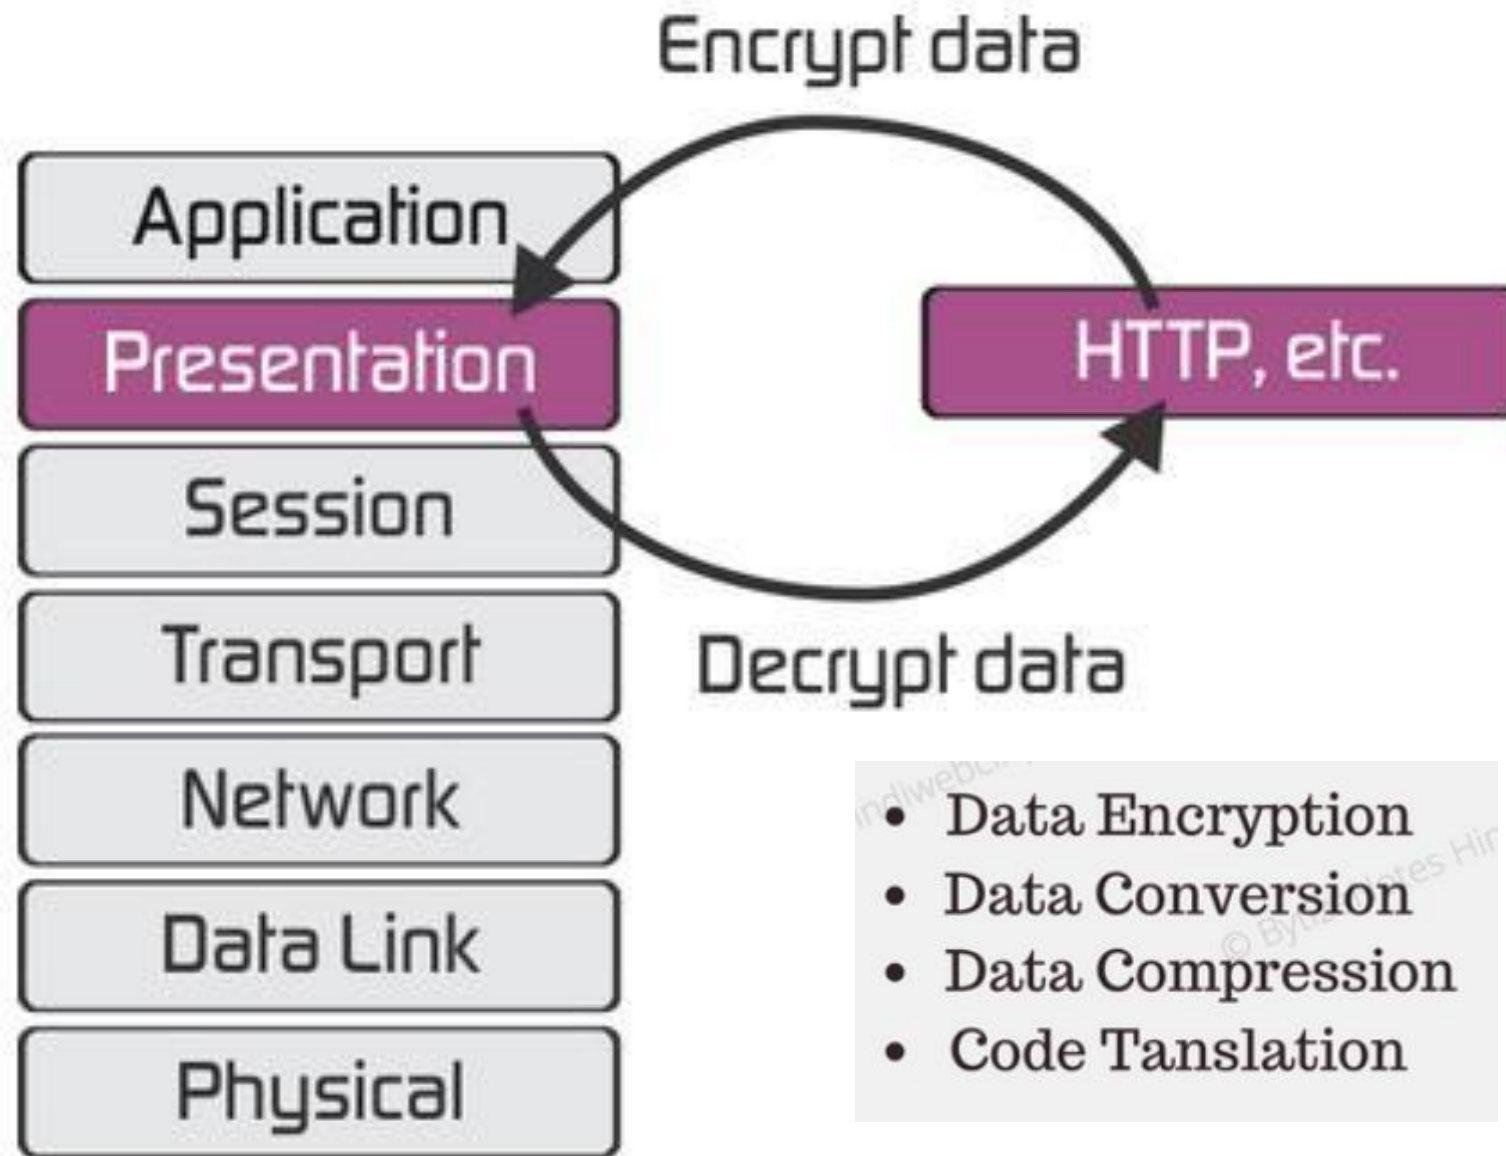 Encrypt data
Application
Presentation
HTTP, etc.
Session
Transport
Decrypt data
Network
Data Link
Physical
• Data Encryption
• Data Conversion
• Data Compression
• Code Tanslation